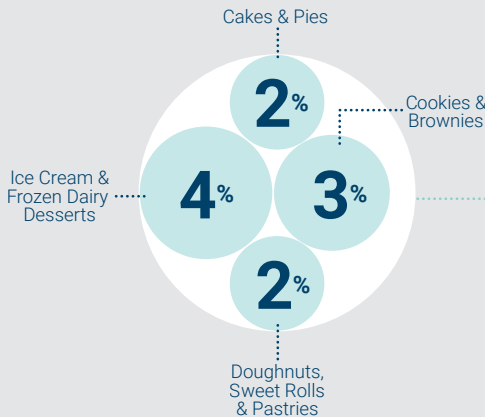 Cakes & Pies
2%
Cookies &
Brownies
Ice Cream &
Frozen Dairy
Desserts
4%
3%
2%
Doughnuts,
Sweet Rolls
& Pastries